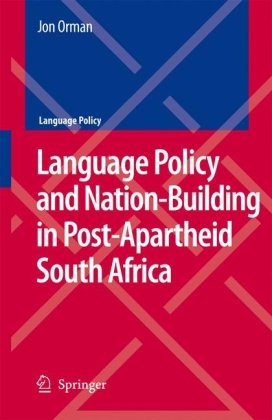 Jon Orman
Language Policy
Language Policy
and Nation-Building
in Post-Apartheid
South Africa
Springer